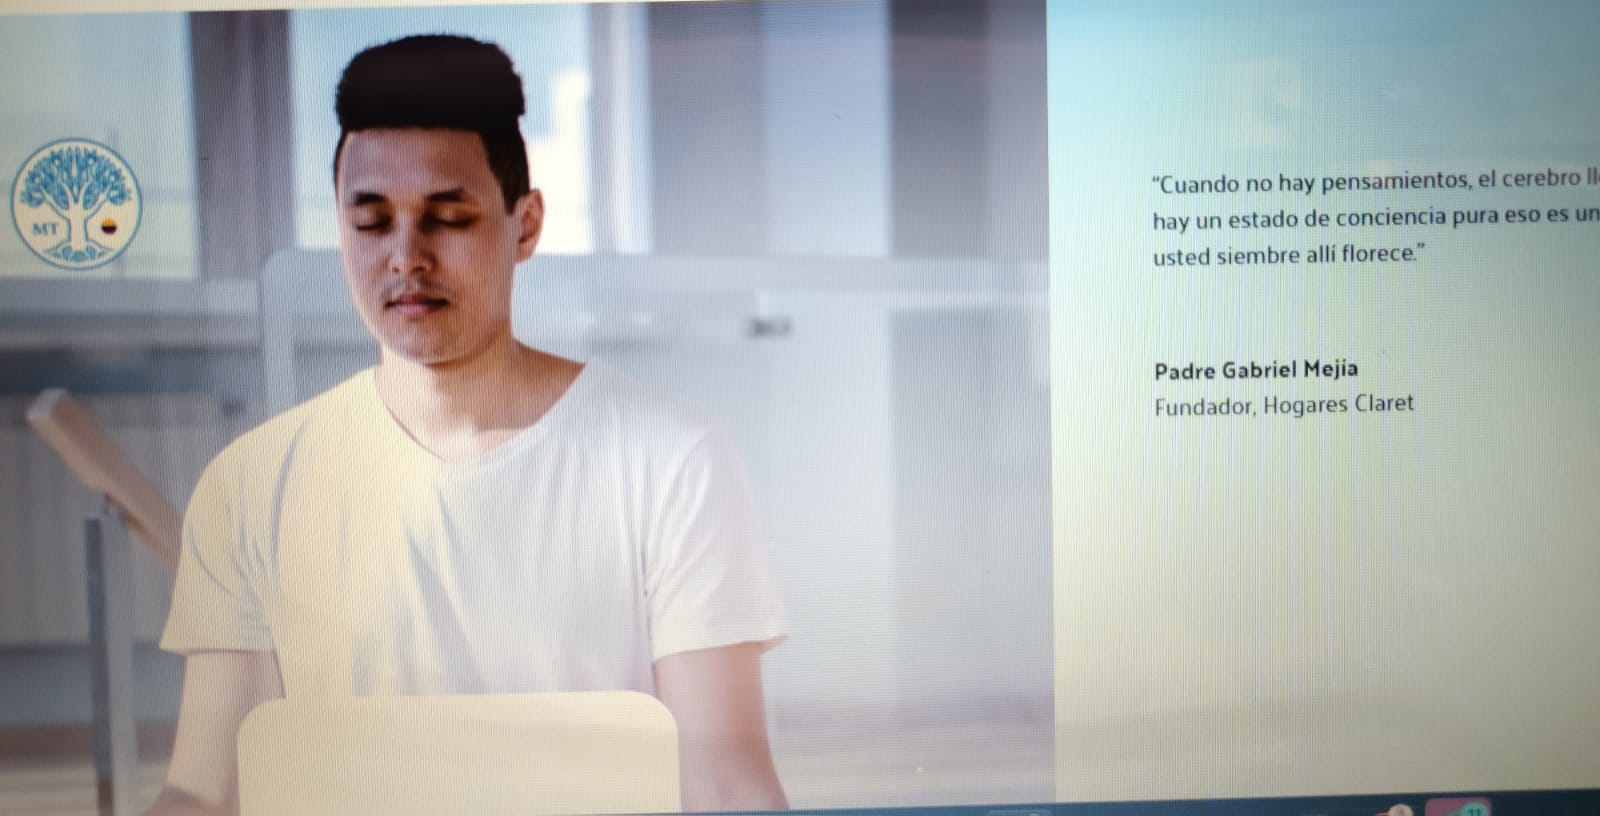 MT
"Cuando no hay pensamientos, el cerebro
hay un estado de conciencia pura eso es un
usted siembre allí florece."
Padre Gabriel Mejía
Fundador, Hogares Claret
11